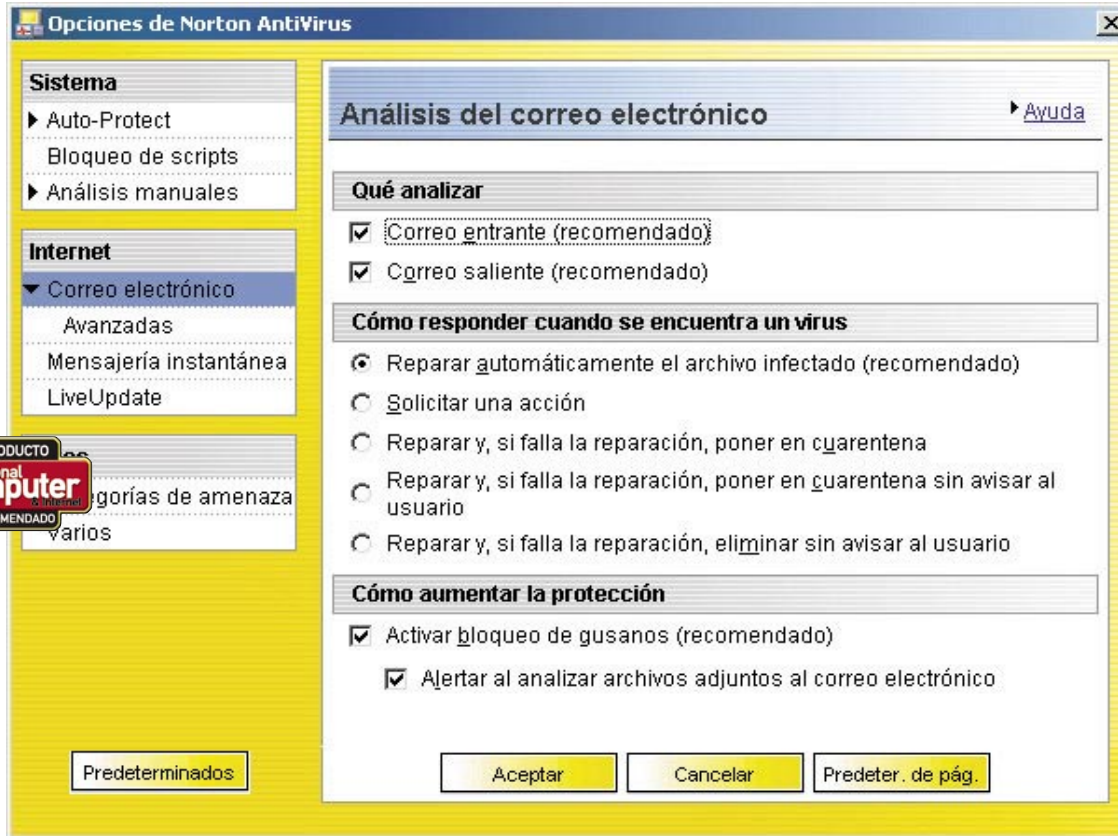 Opciones de Norton AntiVirus
Sistema
Auto-Protect
Bloqueo de scripts
Análisis manuales
Internet
Correo electrónico
Avanzadas
Mensajería instantánea
LiveUpdate
de amenaza
Varios
Predeterminados
Análisis del correo electrónico
Ayuda
Qué analizar
Correo entrante (recomendado)
Correo saliente (recomendado)
Cómo responder cuando se encuentra un virus
Reparar automáticamente el archivo infectado (recomendado)
Solicitar una acción
Reparar y, si falla la reparación, poner en cuarentena
Reparar y, si falla la reparación, poner en cuarentena sin avisar al
usuario
Reparar y, si falla la reparación, eliminar sin avisar al usuario
Cómo aumentar la protección
Activar bloqueo de gusanos (recomendado)
Alertar al analizar archivos adjuntos al correo electrónico
Aceptar
Cancelar
Predeter. de pág.